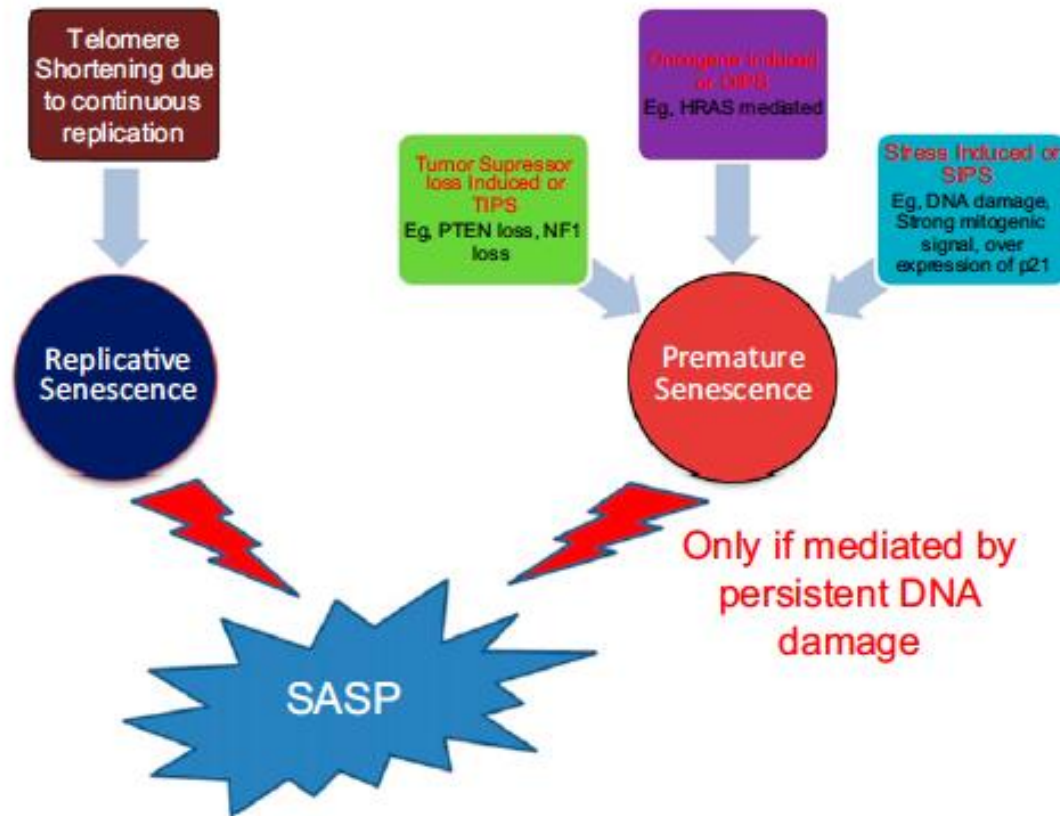 Telomere
Shortening due
to continuous
replication
Oncogene Induced
or OIPS
Eg, HRAS mediated
Tumor Supressor
loss Induced or
TIPS
Eg, PTEN loss, NF1
loss
Stress Induced or
SIPS
Eg, DNA damage,
Strong mitogenic
signal, over
expression of p21
Replicative
Senescence
Premature
Senescence
Only if mediated by
persistent DNA
damage
SASP